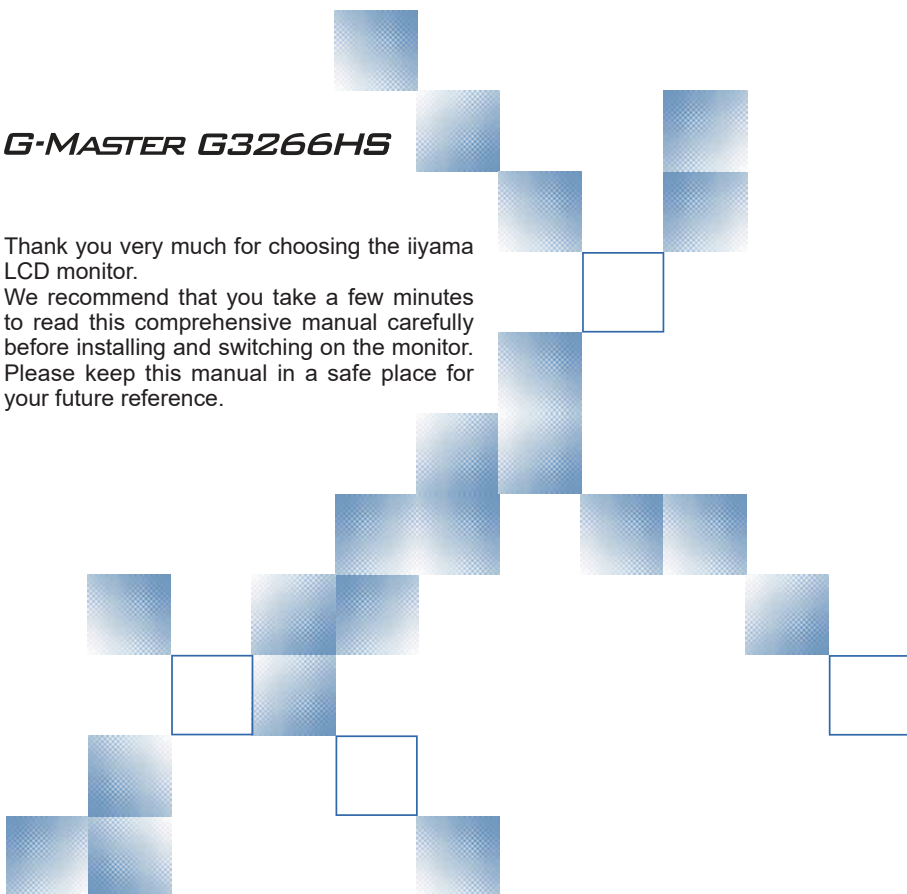 G-MASTER G3266HS
Thank you very much for choosing the iiyama
LCD monitor.
We recommend that you take a few minutes
to read this comprehensive manual carefully
before installing and switching on the monitor.
Please keep this manual in a safe place for
your future reference.